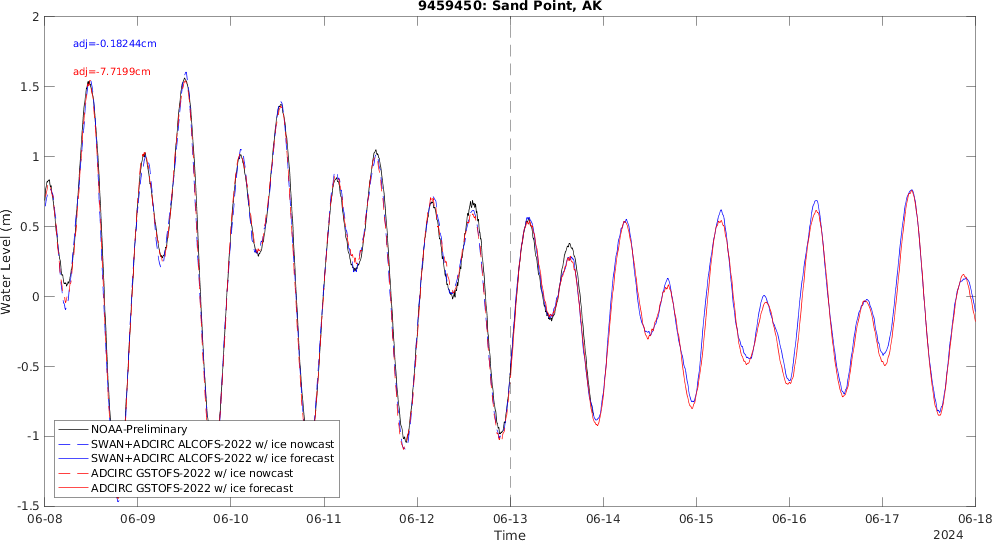 9459450: Sand Point, AK
adj=-0.18244cm
adj=-7.7199cm
Water Level (m)
2
1.5
1
0.5
0
-0.5
-1
-1.5
NOAA-Preliminary
SWAN+ADCIRC ALCOFS-2022 w/ ice nowcast
SWAN+ADCIRC ALCOFS-2022 w/ ice forecast
ADCIRC GSTOFS-2022 w/ ice nowcast
ADCIRC GSTOFS-2022 w/ ice forecast
06-08 06-09 06-10 06-11 06-12 06-13 06-14 06-15 06-16 06-17 06-18
Time
2024